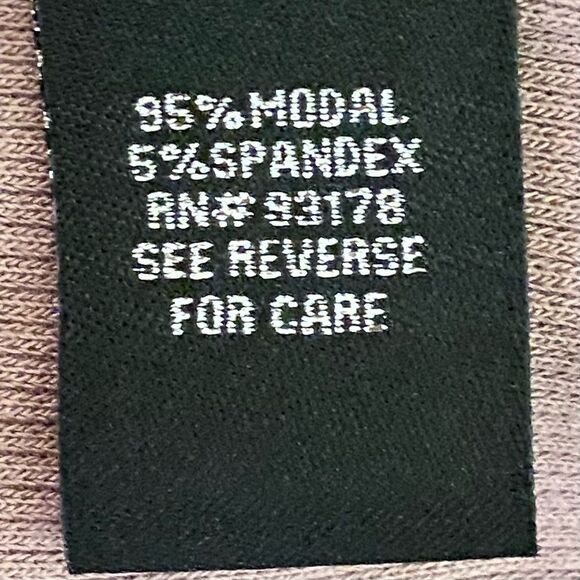 95% MODAL
5% SPANDEX
RN# 93178
SEE REVERSE
FOR CARE